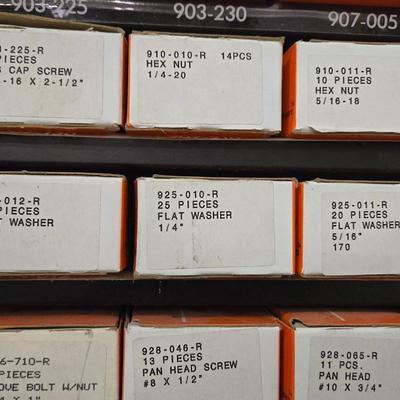 903-225
903-230
907-005
-225-R
PIECES
CAP SCREW
-16 X 2-1/2"
910-010-R 14PCS
HEX NUT
1/4-20
910-011-R
10 PIECES
HEX NUT
5/16-18
-012-R
PIECES
WASHER
925-010-R
25 PIECES
FLAT WASHER
1/4"
925-011-R
20 PIECES
FLAT WASHER
5/16"
170
6-710-R
PIECES
OVE BOLT W/NUT
928-046-R
13 PIECES
PAN HEAD SCREW
#8 X 1/2"
928-065-R
11 PCS.
PAN HEAD
#10 X 3/4"